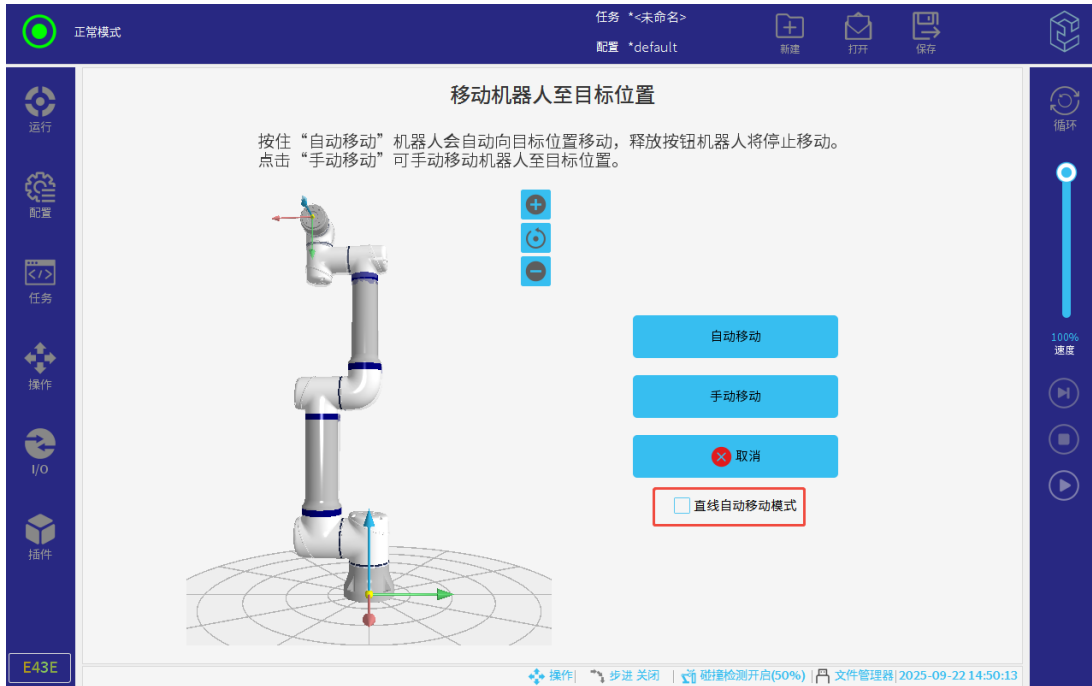 正常模式
任务 *<未命名>
配置 *default
新建
打开
保存
运行
配置
任务
操作
I/O
插件
E43E
移动机器人至目标位置
按住“自动移动”机器人会自动向目标位置移动，释放按钮机器人将停止移动。
点击“手动移动”可手动移动机器人至目标位置。
自动移动
手动移动
取消
直线自动移动模式
循环
100%
速度
操作| 步进 关闭 | 碰撞检测开启(50%) | 文件管理器|2025-09-22 14:50:13